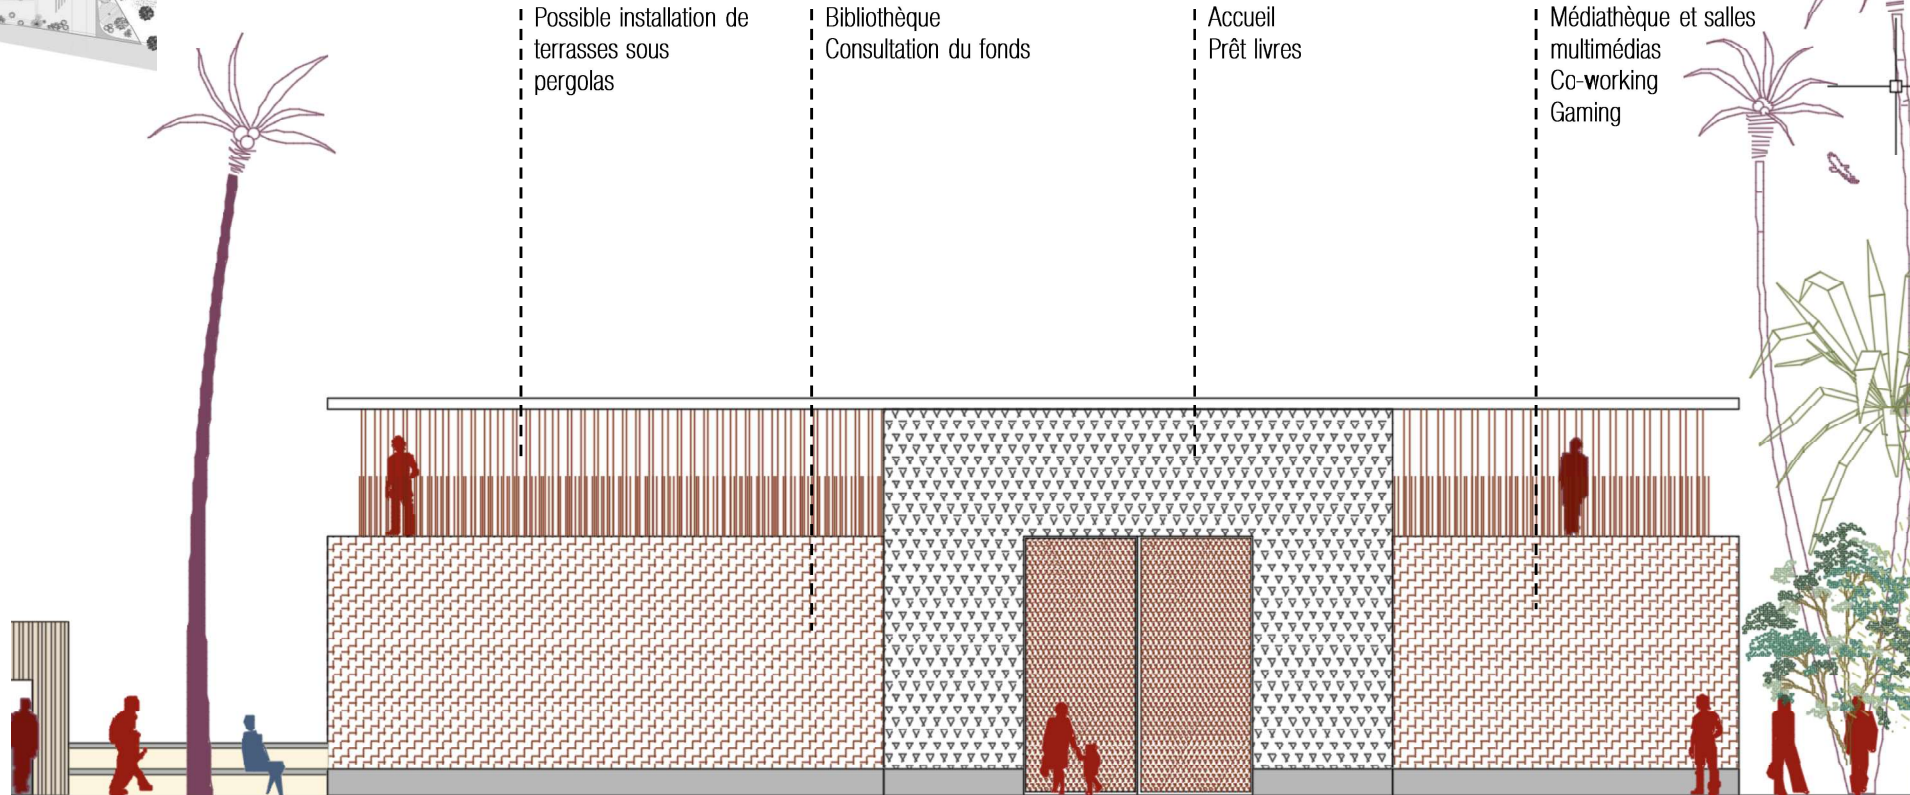 Possible installation de
terrasses sous
pergolas
Bibliothèque
Consultation du fonds
Accueil
Prêt livres
Médiathèque et salles
multimédias
Co-working
Gaming